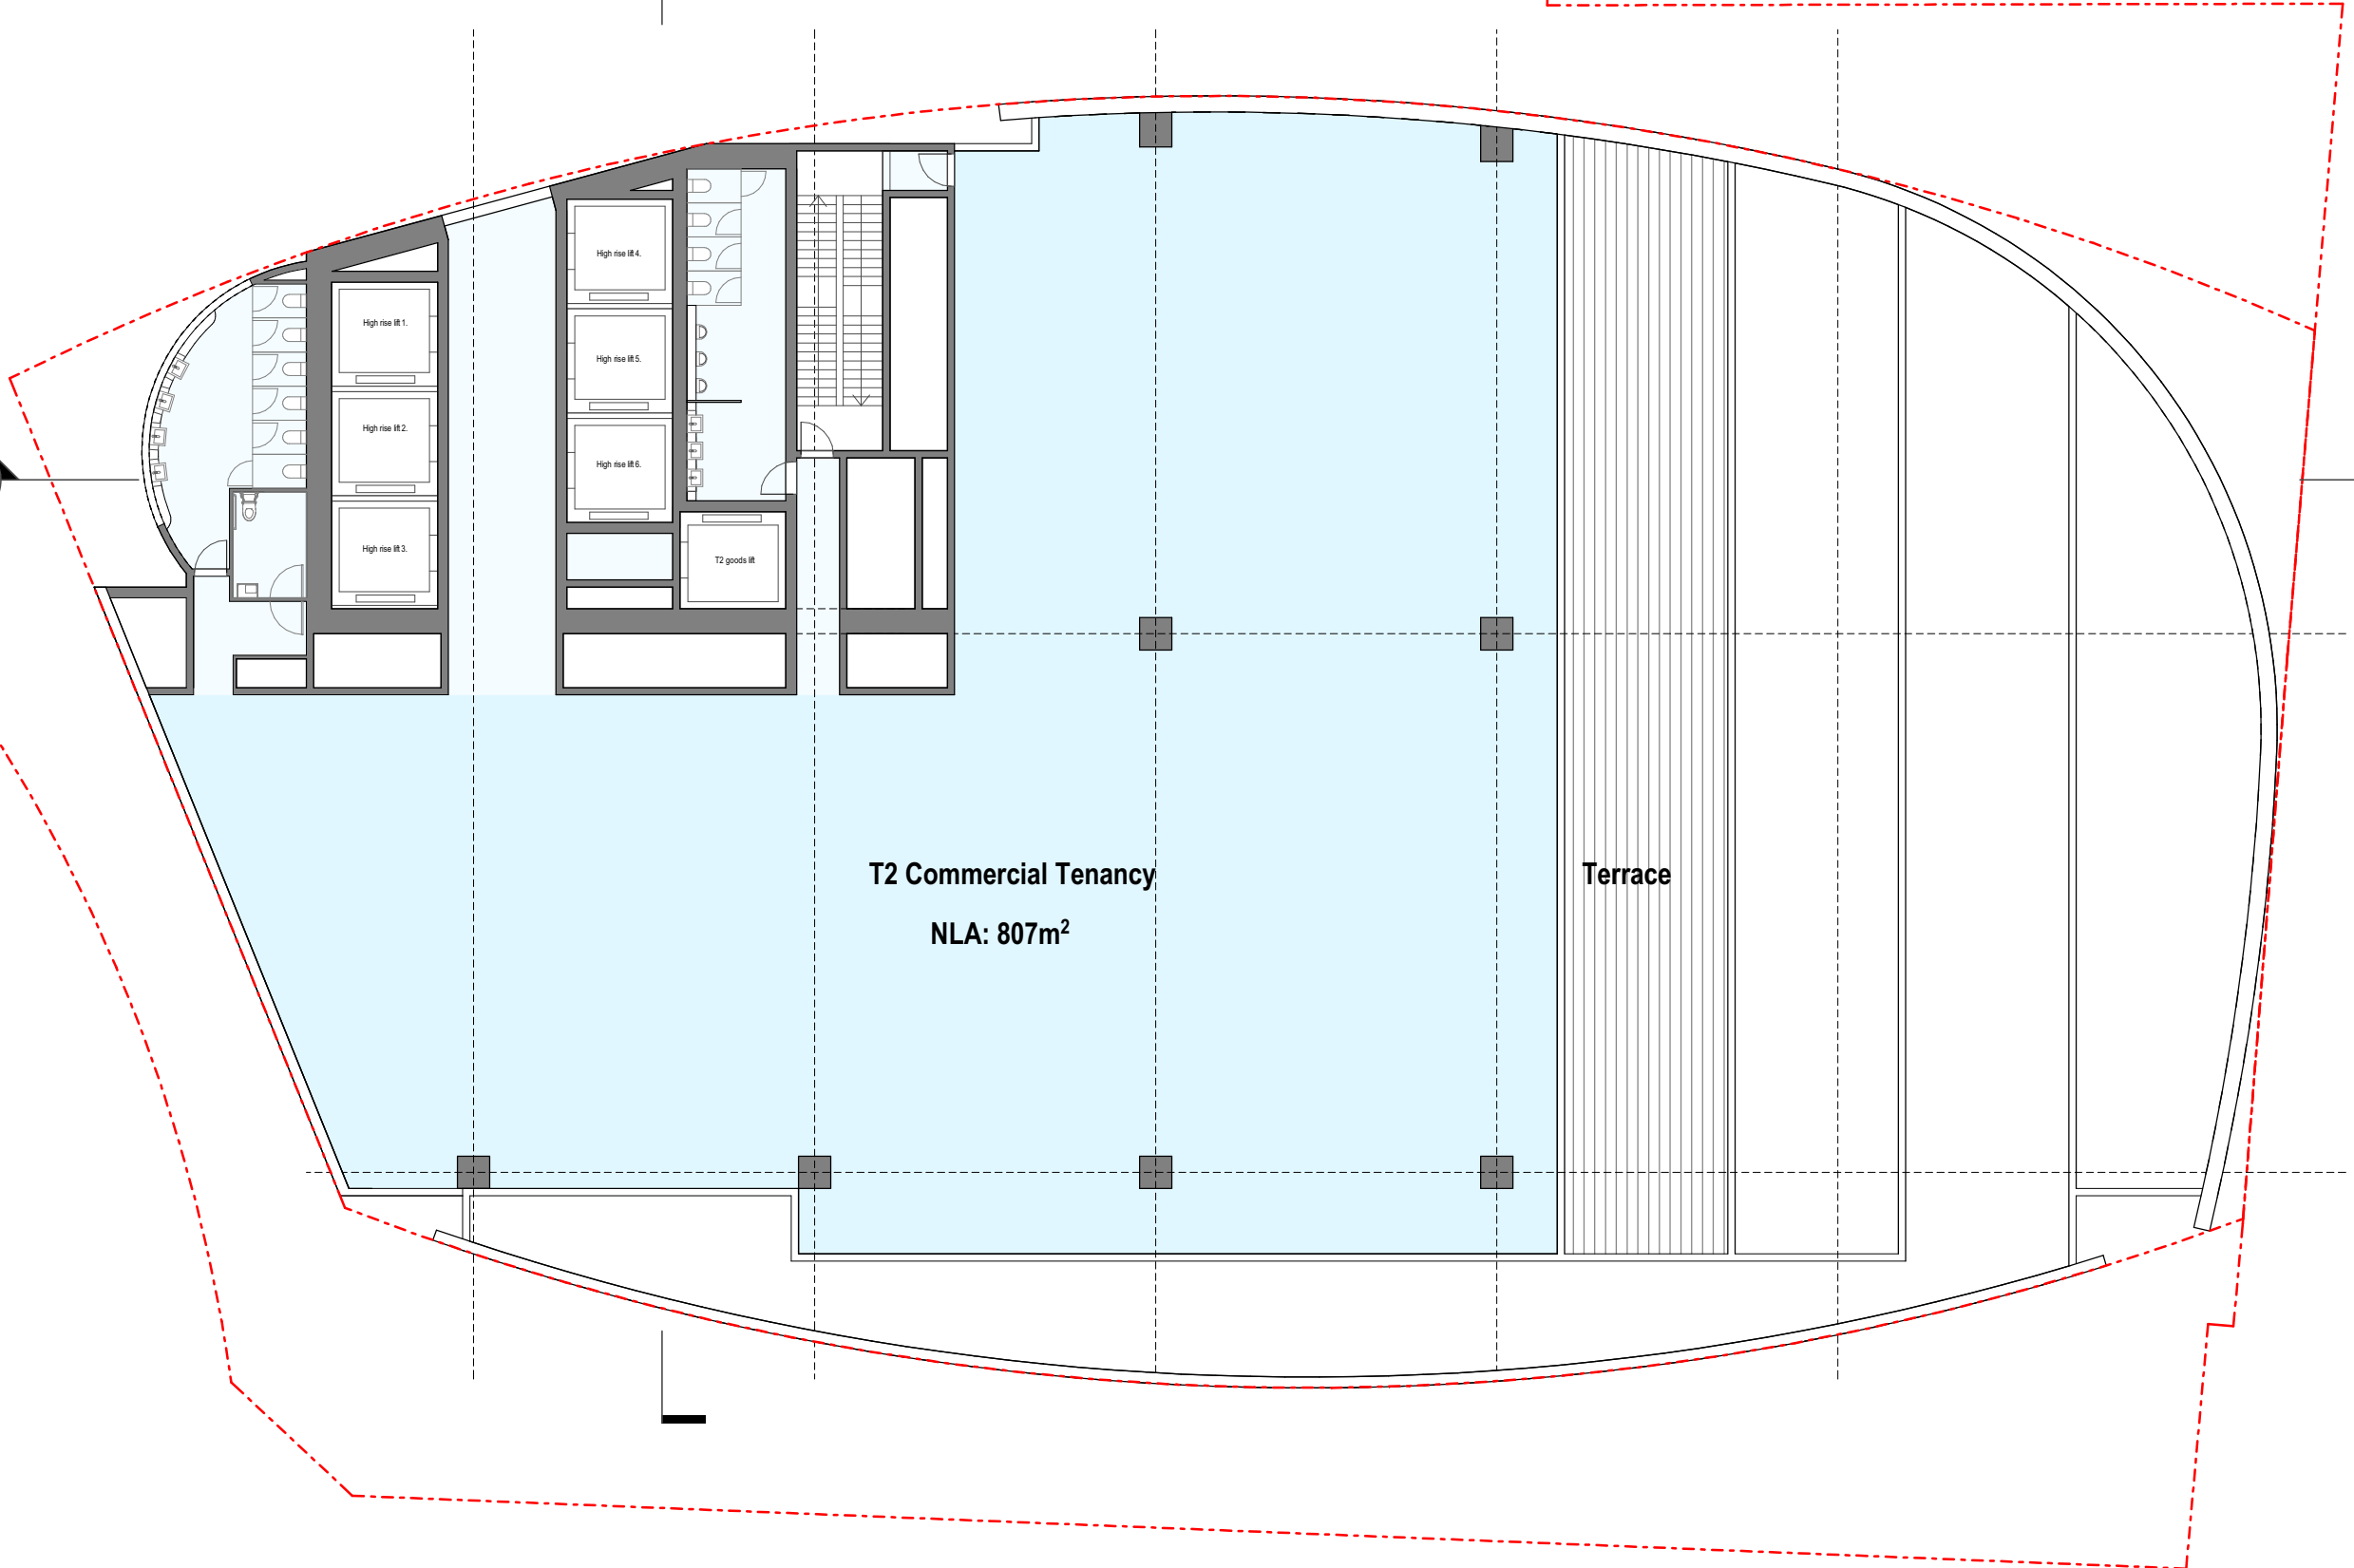 High rise lift 4.
High rise lift 1.
High rise lift 5.
High rise lift 2.
High rise lift 6.
High rise lift 3.
T2 goods lift
T2 Commercial Tenancy
Terrace
NLA: 807m²